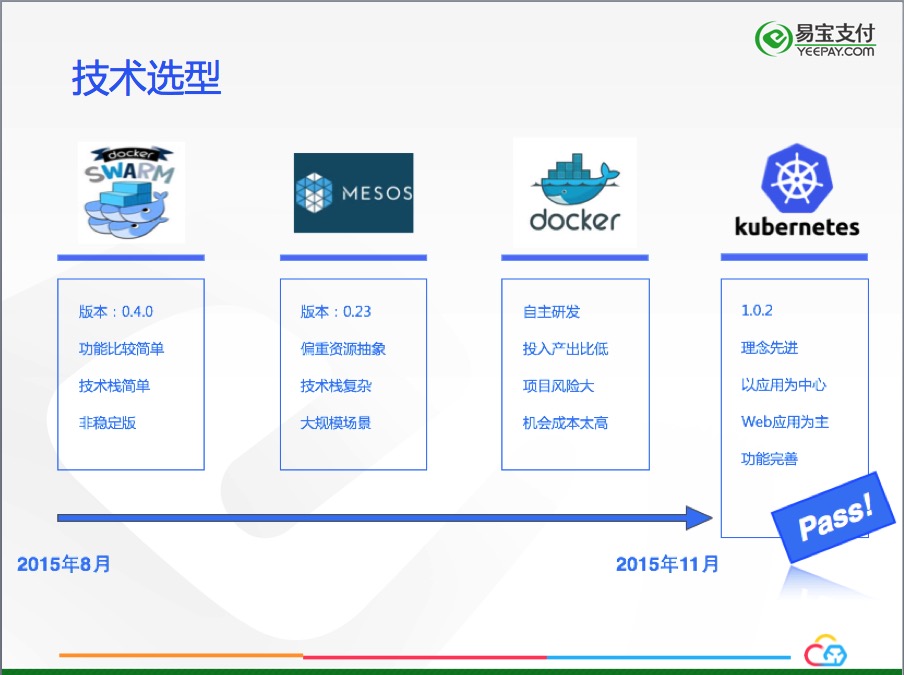 易宝支付
YEEPAY.COM
技术选型
docker
SWARM
MESOS
docker
kubernetes
版本：0.4.0
功能比较简单
技术栈简单
非稳定版
版本：0.23
偏重资源抽象
技术栈复杂
大规模场景
自主研发
投入产出比低
项目风险大
机会成本太高
1.0.2
理念先进
以应用为中心
Web应用为主
功能完善
Pass!
2015年8月
2015年11月